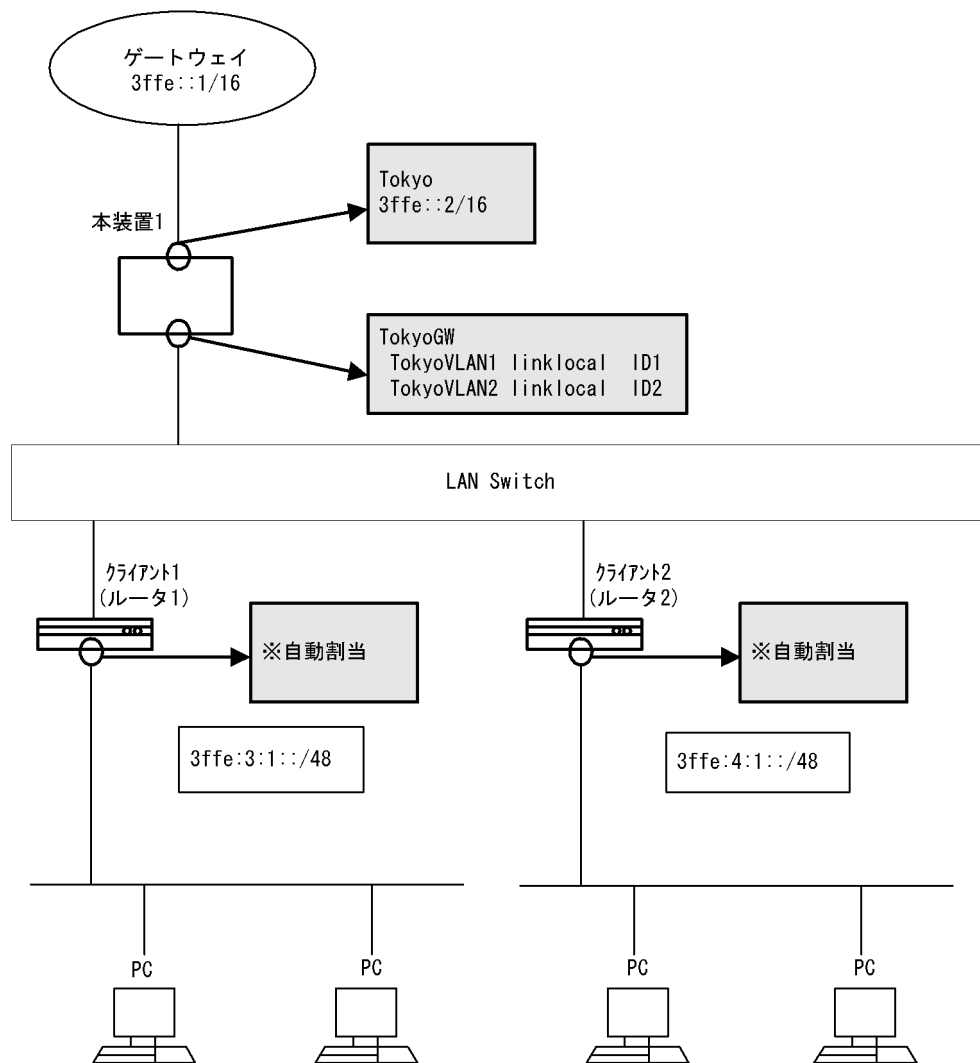 ゲートウェイ
3ffe::1/16
Tokyo
3ffe::2/16
本装置1
TokyoGW
TokyoVLAN1 linklocal ID1
TokyoVLAN2 linklocal ID2
LAN Switch
クライアント1
(ルータ1)
クライアント2
(ルータ2)
※自動割当
※自動割当
3ffe:3:1::/48
3ffe:4:1::/48
PC
PC
PC
PC